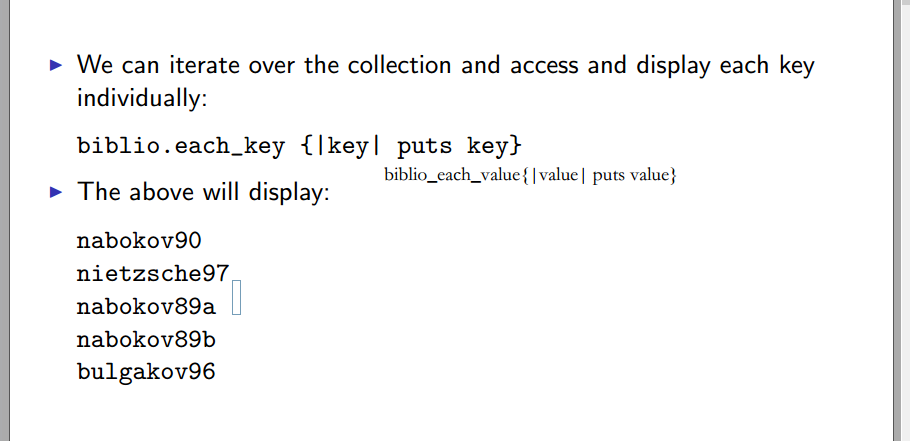 We can iterate over the collection and access and display each key
individually:
biblio.each_key {|key| puts key}
biblio_each_value{|value| puts value}
The above will display:
nabokov90
nietzsche97
nabokov89a
nabokov89b
bulgakov96